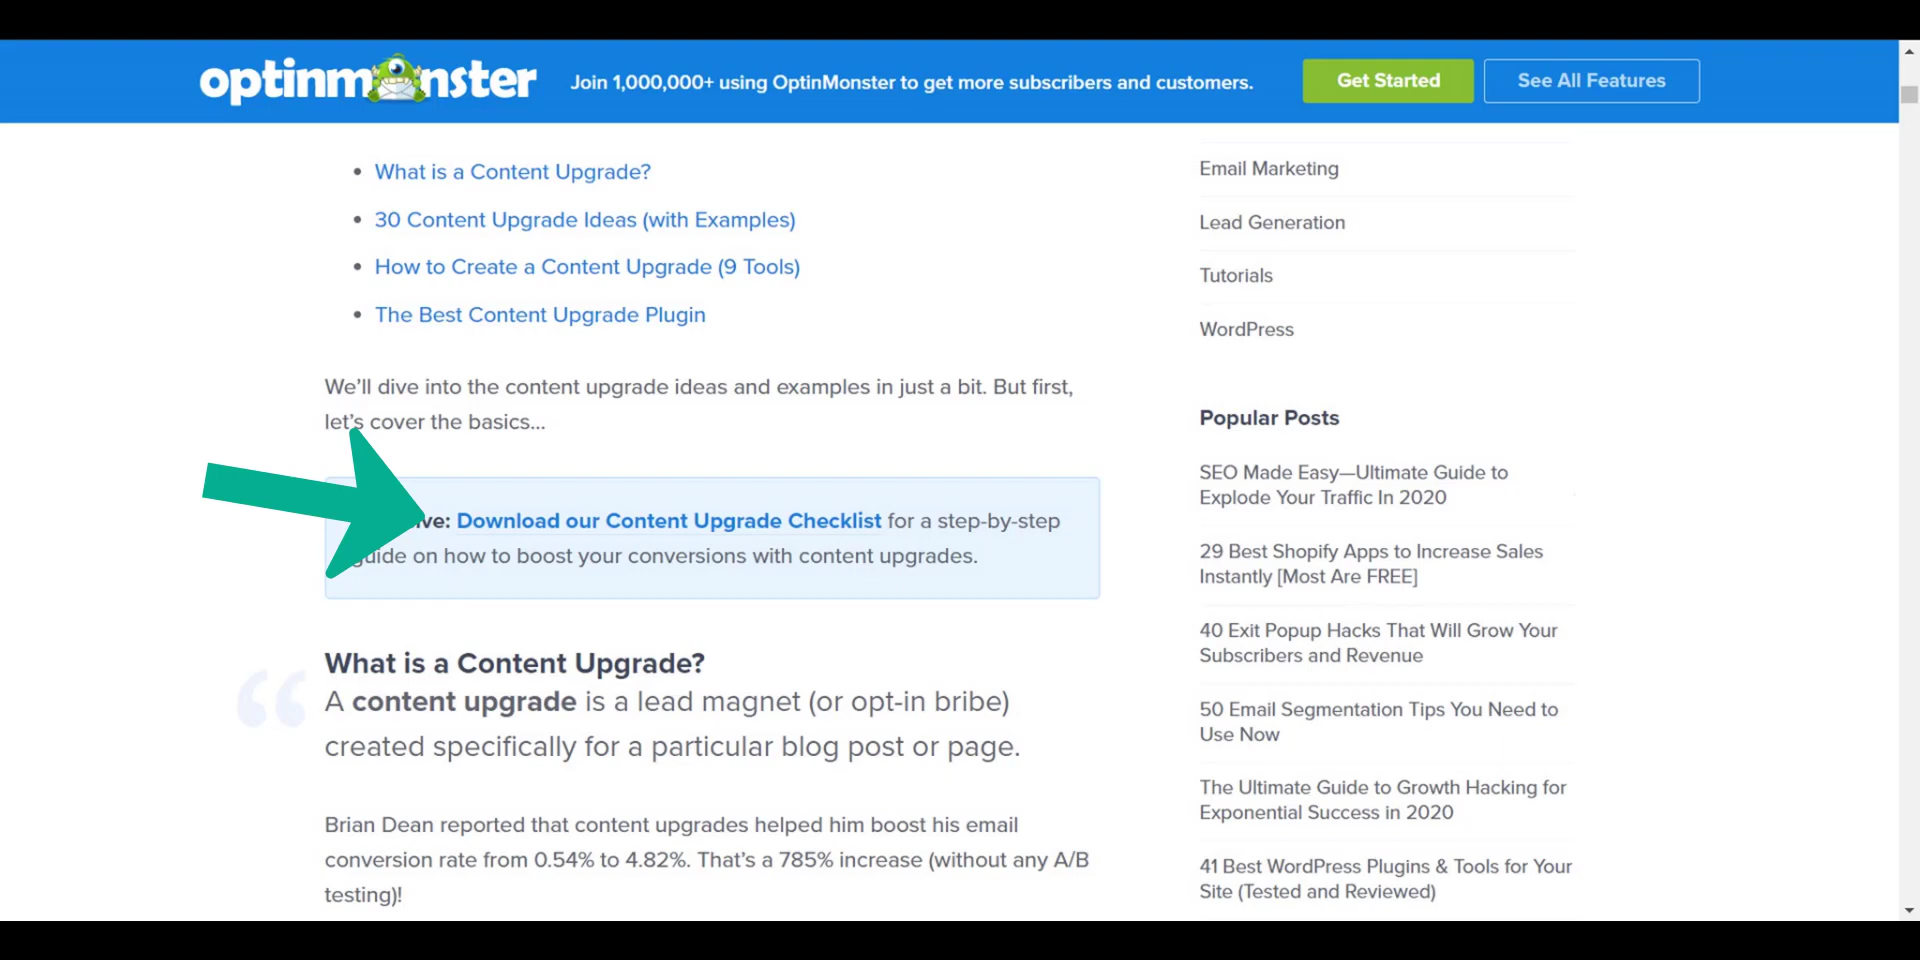 optinmonster
Join 1,000,000+ using OptinMonster to get more subscribers and customers.
Get Started
See All Features
What is a Content Upgrade?
30 Content Upgrade Ideas (with Examples)
How to Create a Content Upgrade (9 Tools)
The Best Content Upgrade Plugin
We'll dive into the content upgrade ideas and examples in just a bit. But first,
let's cover the basics...
Download our Content Upgrade Checklist for a step-by-step
on how to boost your conversions with content upgrades.
What is a Content Upgrade?
A content upgrade is a lead magnet (or opt-in bribe)
created specifically for a particular blog post or page.
Brian Dean reported that content upgrades helped him boost his email
conversion rate from 0.54% to 4.82%. That's a 785% increase (without any A/B
testing)!
Email Marketing
Lead Generation
Tutorials
WordPress
Popular Posts
SEO Made Easy—Ultimate Guide to
Explode Your Traffic In 2020
29 Best Shopify Apps to Increase Sales
Instantly [Most Are FREE]
40 Exit Popup Hacks That Will Grow Your
Subscribers and Revenue
50 Email Segmentation Tips You Need to
Use Now
The Ultimate Guide to Growth Hacking for
Exponential Success in 2020
41 Best WordPress Plugins & Tools for Your
Site (Tested and Reviewed)